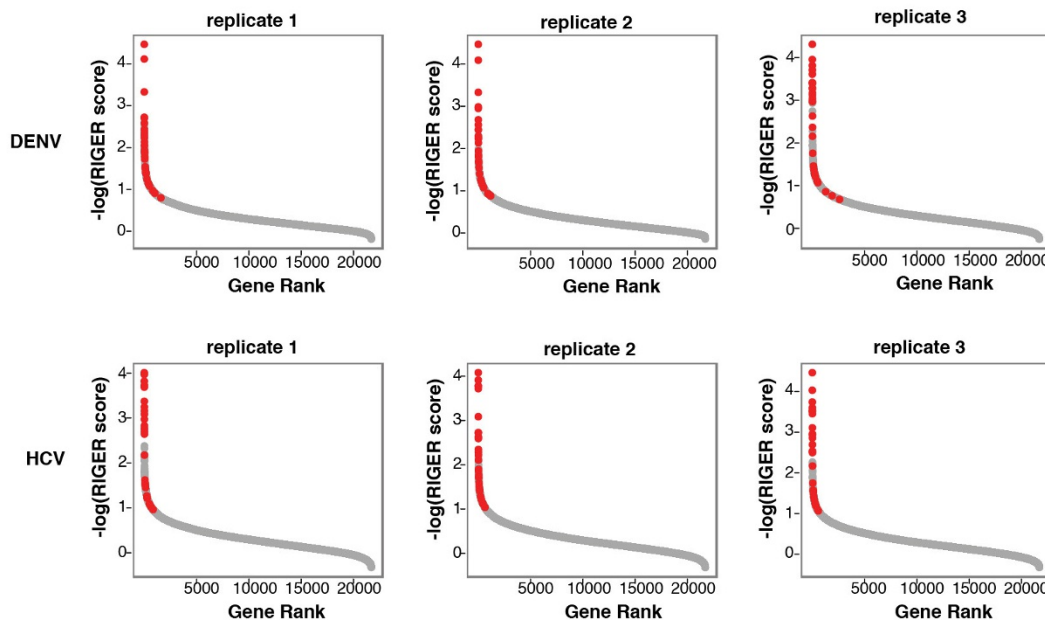 replicate 1
replicate 2
replicate 3
DENV
-log(RIGER score)
4
3
2
1
0
5000 10000 15000 20000
Gene Rank
-log(RIGER score)
4
3
2
1
0
5000 10000 15000 20000
Gene Rank
-log(RIGER score)
4
3
2
1
0
5000 10000 15000 20000
Gene Rank
replicate 1
replicate 2
replicate 3
HCV
-log(RIGER score)
4
3
2
1
0
5000 10000 15000 20000
Gene Rank
-log(RIGER score)
4
3
2
1
0
5000 10000 15000 20000
Gene Rank
-log(RIGER score)
4
3
2
1
0
5000 10000 15000 20000
Gene Rank